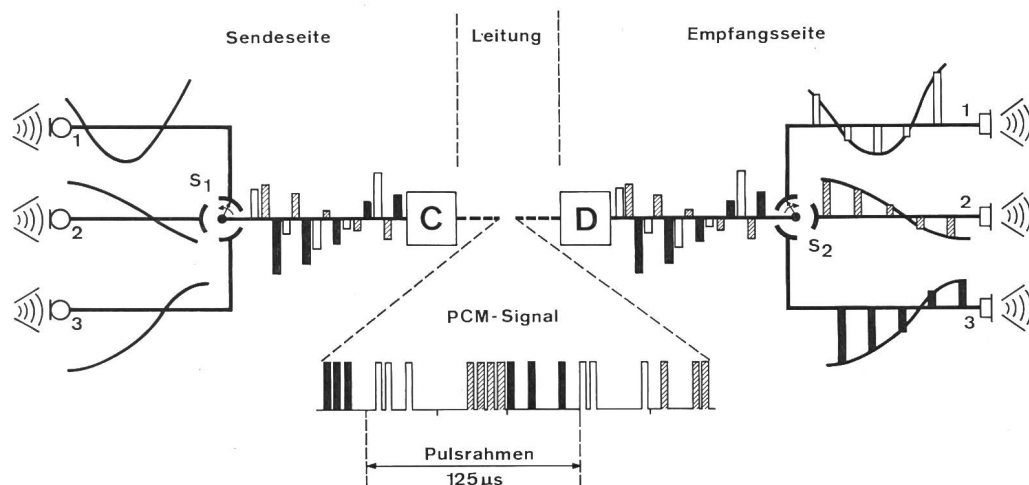 Sendeseite
Leitung
Empfangsseite
1
2
3
S1
C
D
S2
1
2
3
PCM-Signal
Pulsrahmen
125 µs